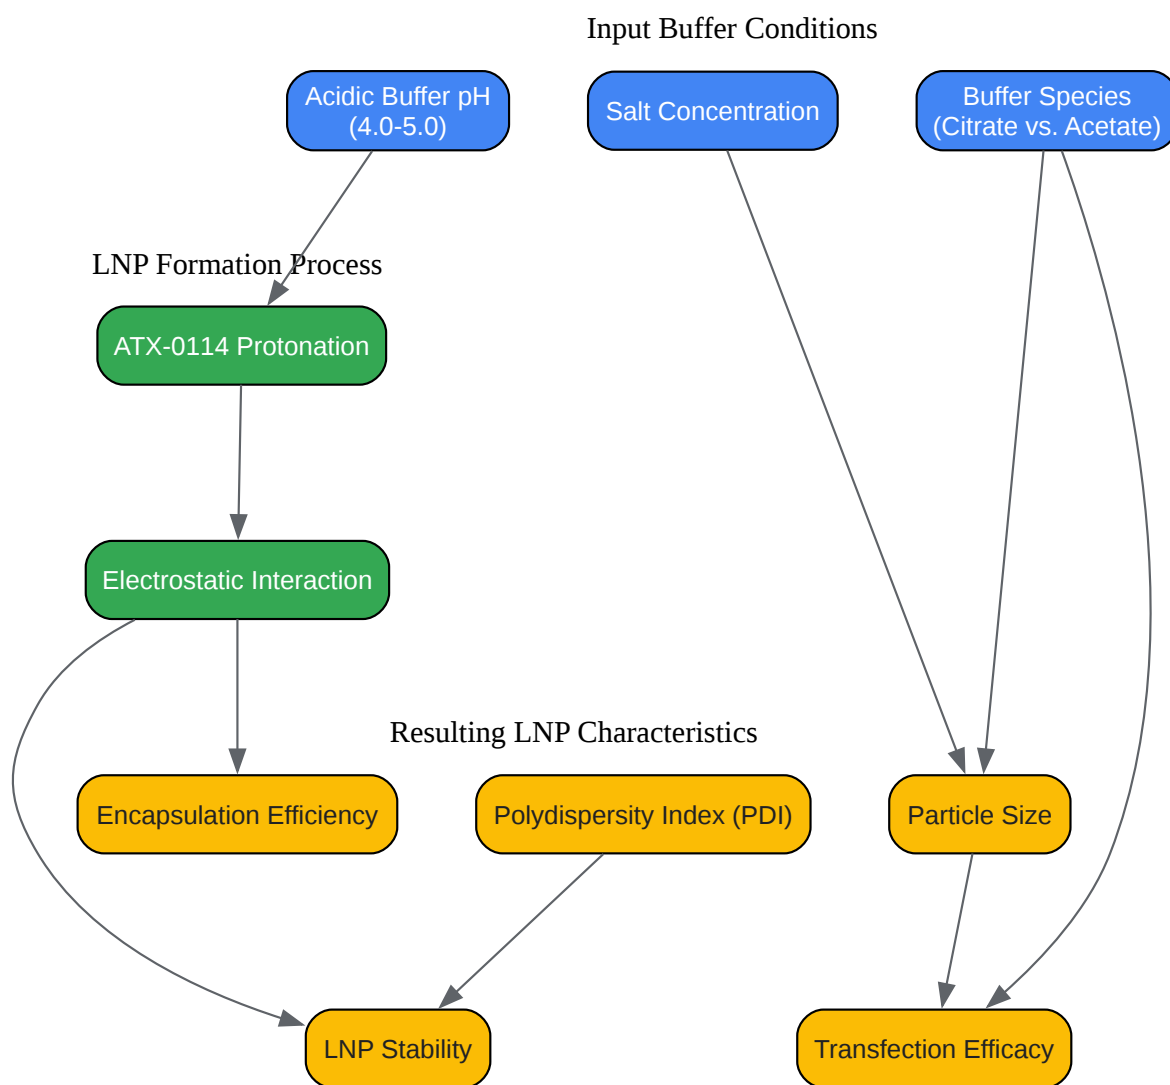 Input Buffer Conditions
Acidic Buffer pH
(4.0-5.0)
Salt Concentration
Buffer Species
(Citrate vs. Acetate)
LNP Formation Process
ATX-0114 Protonation
Electrostatic Interaction
Resulting LNP Characteristics
Encapsulation Efficiency
Polydispersity Index (PDI)
Particle Size
LNP Stability
Transfection Efficacy